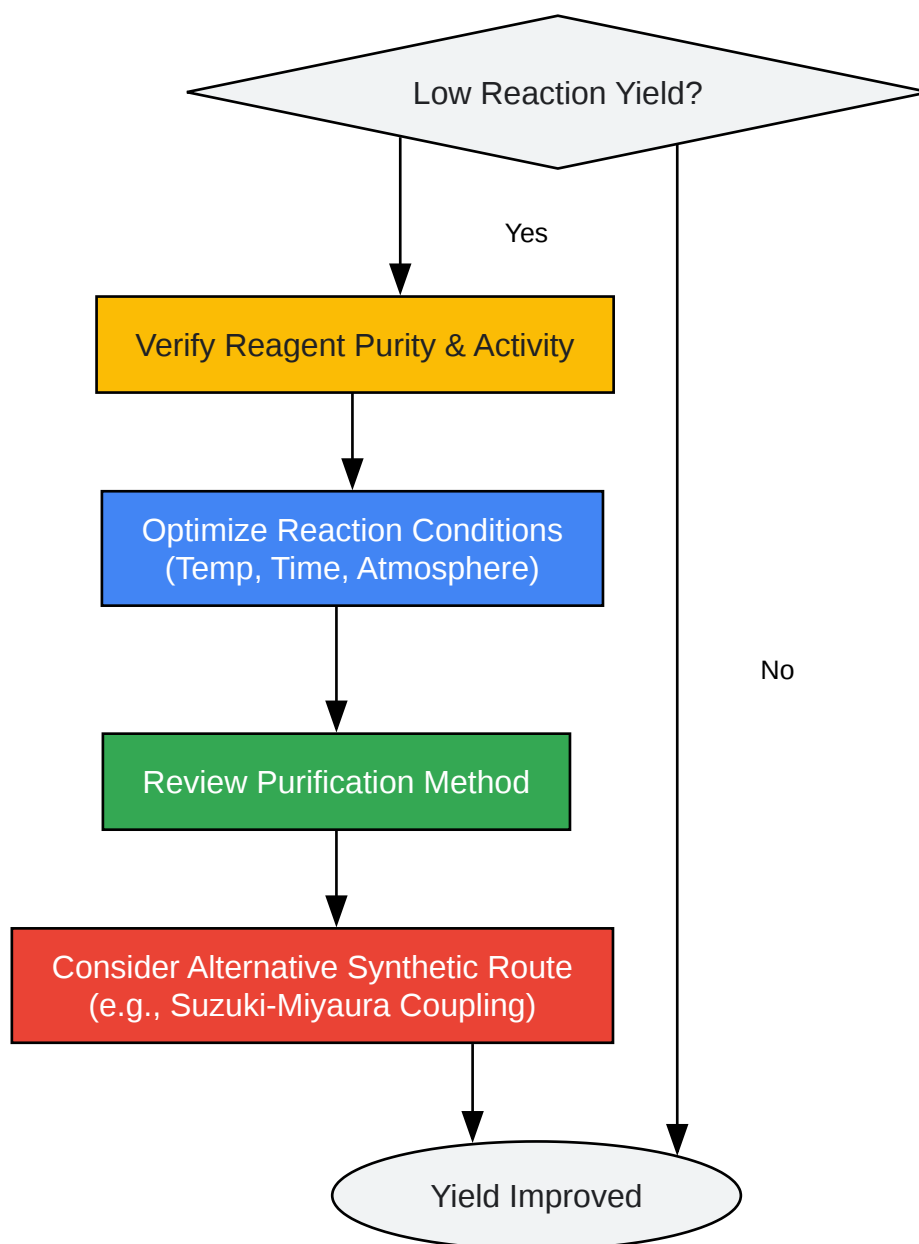 Low Reaction Yield?
Yes
Verify Reagent Purity & Activity
Optimize Reaction Conditions
(Temp, Time, Atmosphere)
No
Review Purification Method
Consider Alternative Synthetic Route
(e.g., Suzuki-Miyaura Coupling)
Yield Improved